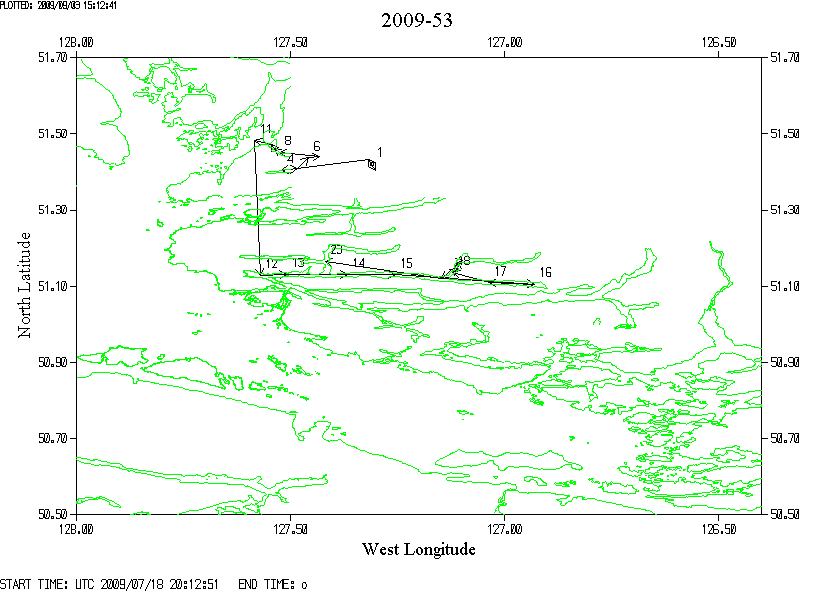 PLOTTED: 2009/09/09 15:12:41
2009-53
128.00 127.50 127.00 126.50
51.70 51.70
51.50 51.50
11
8
6
1
4
51.30 51.30
23
12 13 14 15 18 17 16
51.10 51.10
50.90 50.90
50.70 50.70
50.50 50.50
128.00 127.50 127.00 126.50
North Latitude
West Longitude
START TIME: UTC 2009/07/18 20:12:51 END TIME: o